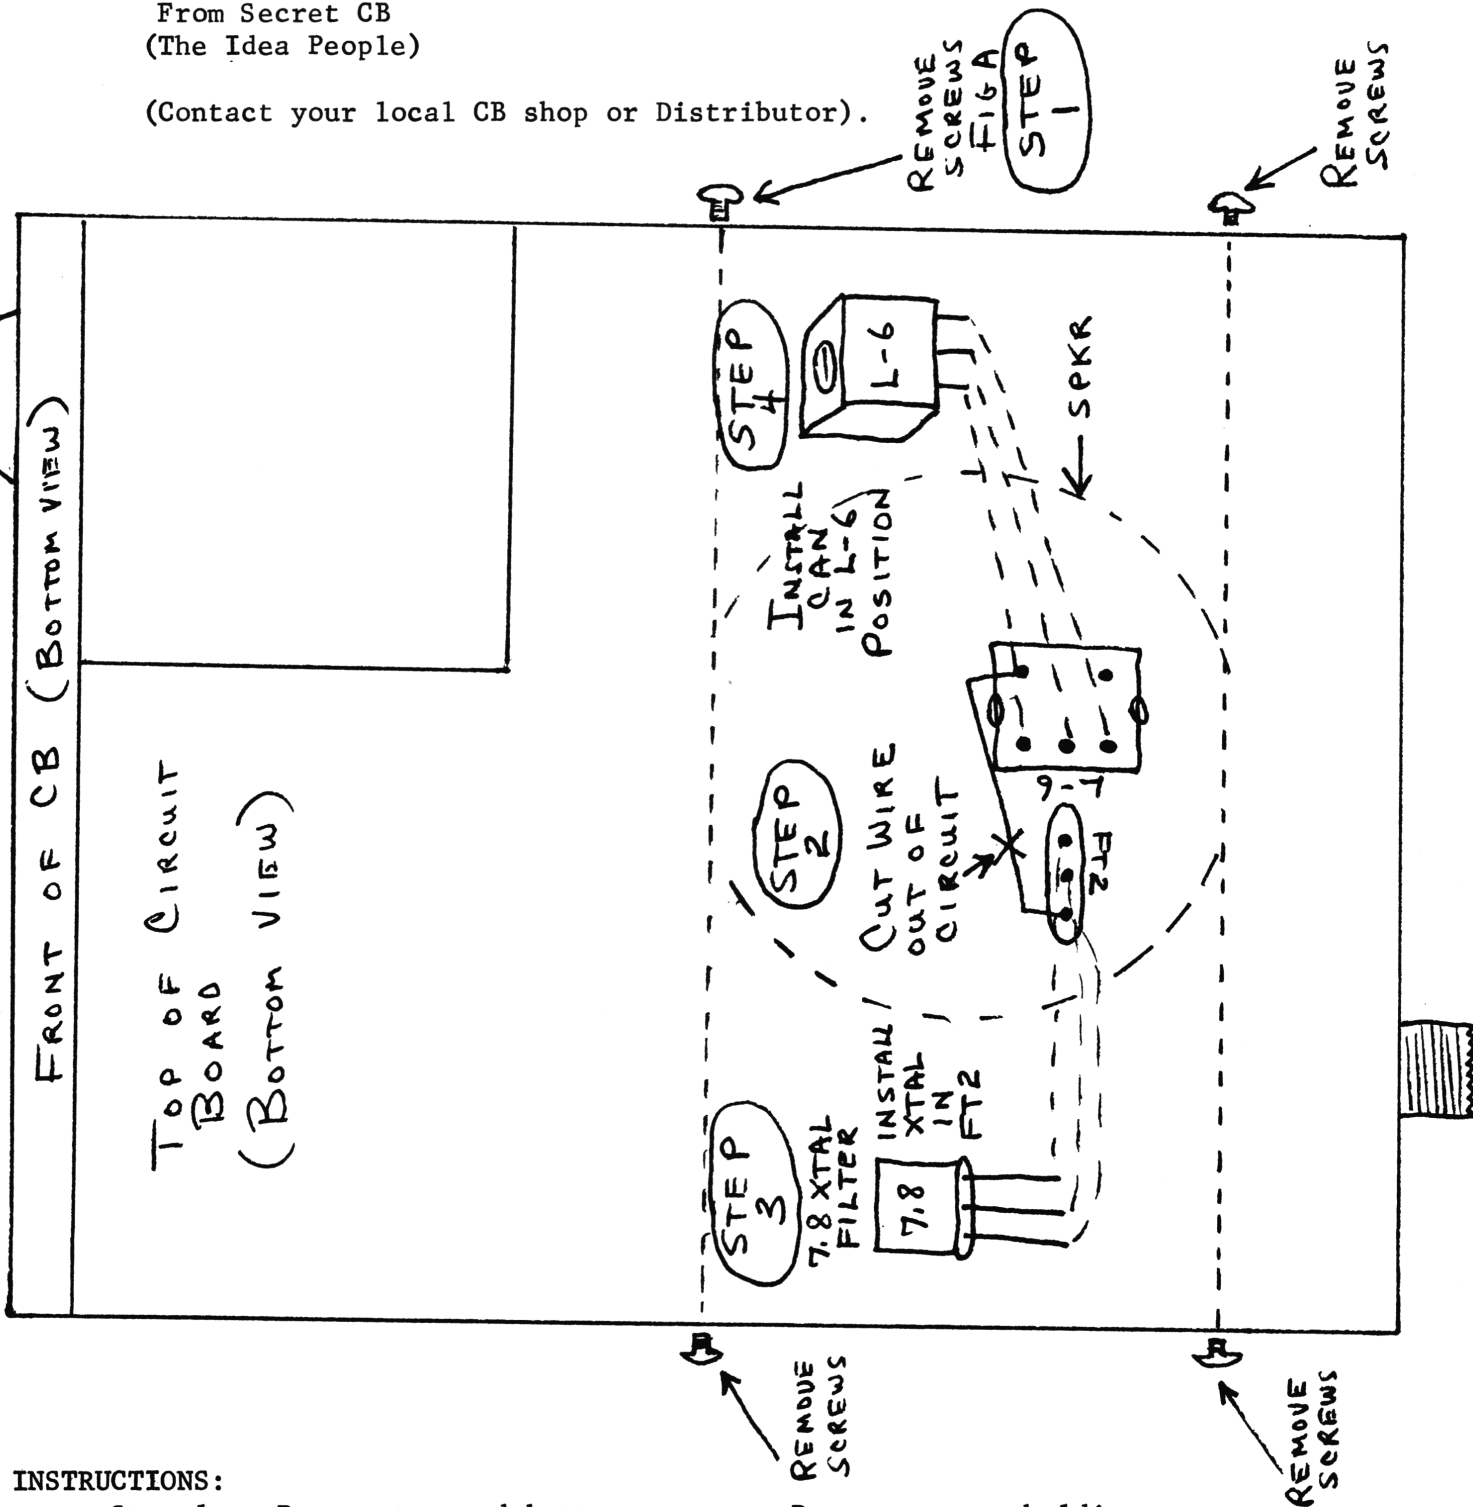 From Secret CB
(The Idea People)
(Contact your local CB shop or Distributor).
REMOVE
SCREWS
FIG A
STEP
1
REMOVE
SCREWS
FRONT OF CB (BOTTOM VIEW)
TOP OF CIRCUIT
BOARD
(BOTTOM VIEW)
STEP
4
L-6
INSTALL
CAN
IN L-6
POSITION
SPKR
STEP
2
CUT WIRE
OUT OF
CIRCUIT
L-6
FT2
STEP
3
7.8 XTAL
FILTER
7.8
INSTALL
XTAL
IN
FT2
REMOVE
SCREWS
REMOVE
SCREWS
INSTRUCTIONS: